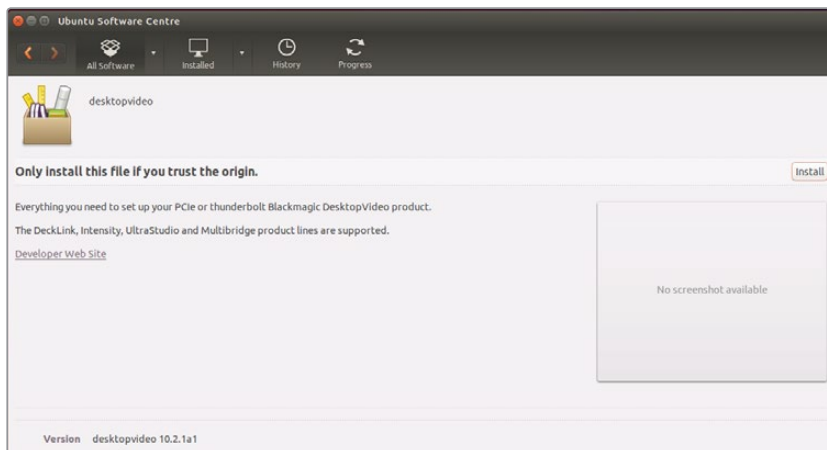 Ubuntu Software Centre
All Software
Installed
History
Progress
desktopvideo
Only install this file if you trust the origin.
Install
Everything you need to set up your PCIe or thunderbolt Blackmagic DesktopVideo product.
The DeckLink, Intensity, UltraStudio and Multibridge product lines are supported.
Developer Web Site
No screenshot available
Version desktopvideo 10.2.1a1